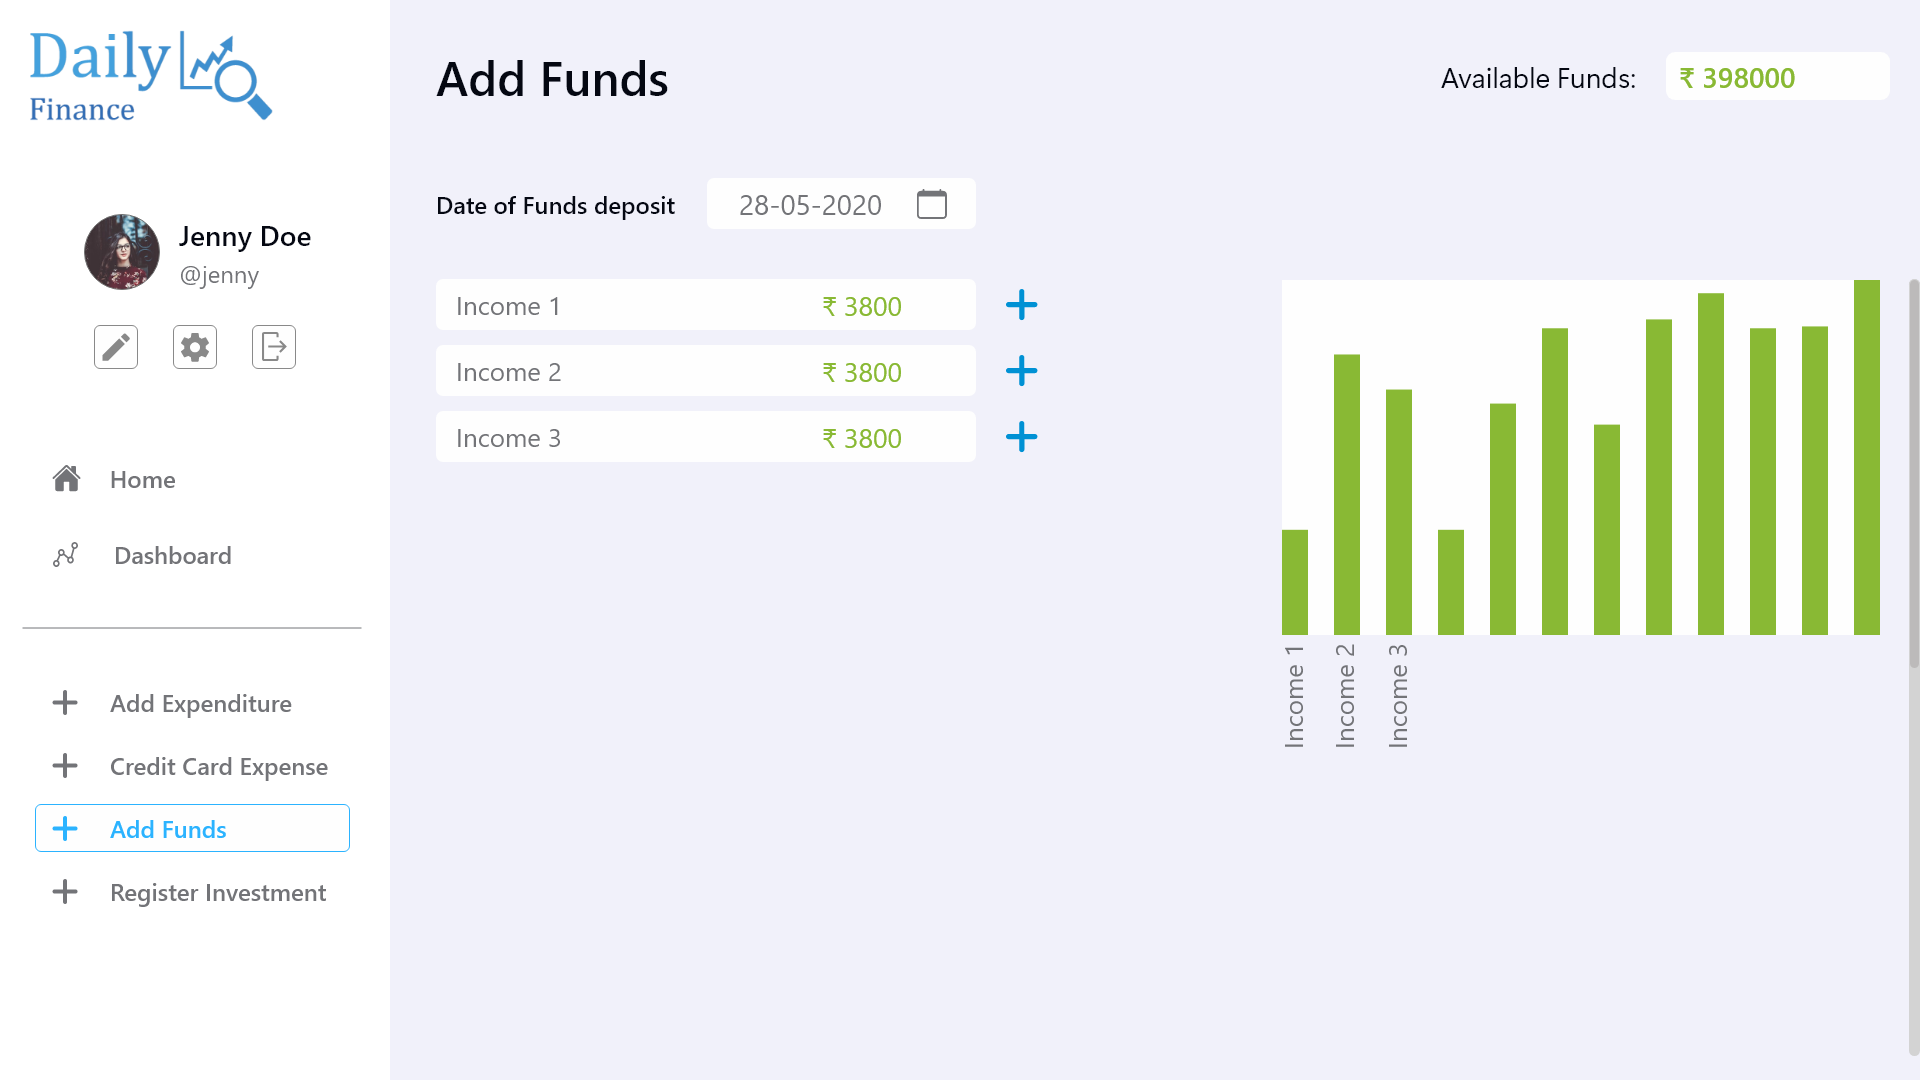 Daily
Finance
Add Funds
Available Funds: ₹ 398000
Date of Funds deposit 28-05-2020
Jenny Doe
@jenny
Income 1 ₹ 3800
Income 2 ₹ 3800
Income 3 ₹ 3800
Home
Dashboard
Income 1
Income 2
Income 3
Add Expenditure
Credit Card Expense
Add Funds
Register Investment